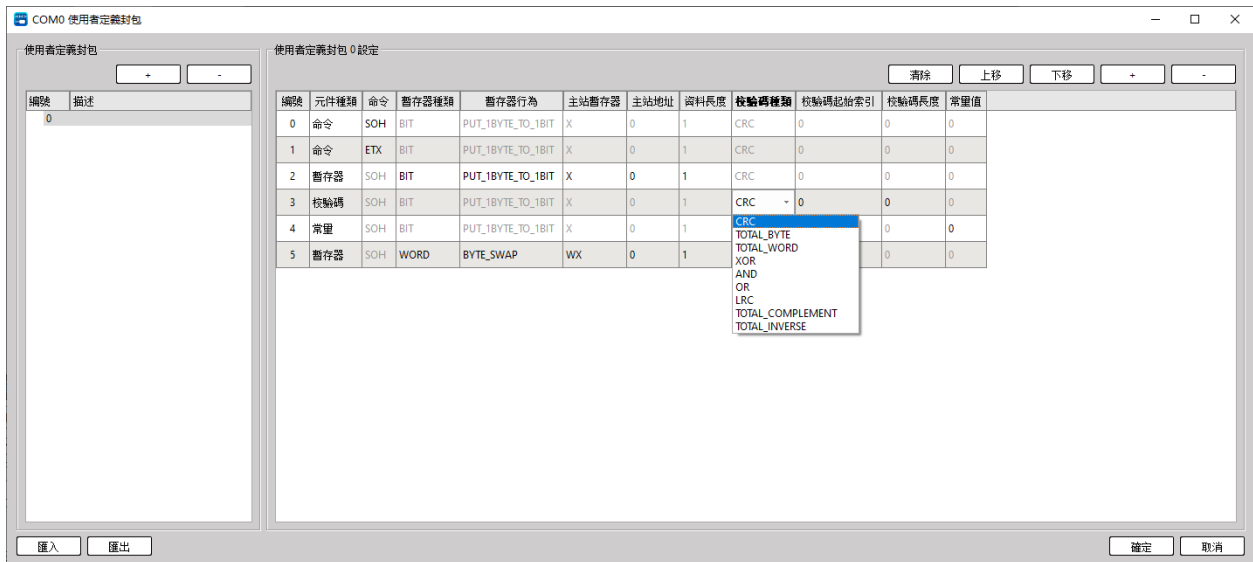 COM0 使用者定義封包
使用者定義封包
+ -
編號 描述
0
使用者定義封包 0 設定
清除 上移 下移 + -
編號 元件種類 命令 暫存器種類 暫存器行為 主站暫存器 主站地址 資料長度 校驗碼種類 校驗碼起始索引 校驗碼長度 常量值
0 命令 SOH BIT PUT_1BYTE_TO_1BIT X 0 1 CRC 0 0 0
1 命令 ETX BIT PUT_1BYTE_TO_1BIT X 0 1 CRC 0 0 0
2 暫存器 SOH BIT PUT_1BYTE_TO_1BIT X 0 1 CRC 0 0 0
3 校驗碼 SOH BIT PUT_1BYTE_TO_1BIT X 0 1 CRC 0 0 0
4 常量 SOH BIT PUT_1BYTE_TO_1BIT X 0 1 0 0
5 暫存器 SOH WORD BYTE_SWAP WX 0 1 0 0
CRC
TOTAL_BYTE
TOTAL_WORD
XOR
AND
OR
LRC
TOTAL_COMPLEMENT
TOTAL_INVERSE
匯入 匯出 確定 取消